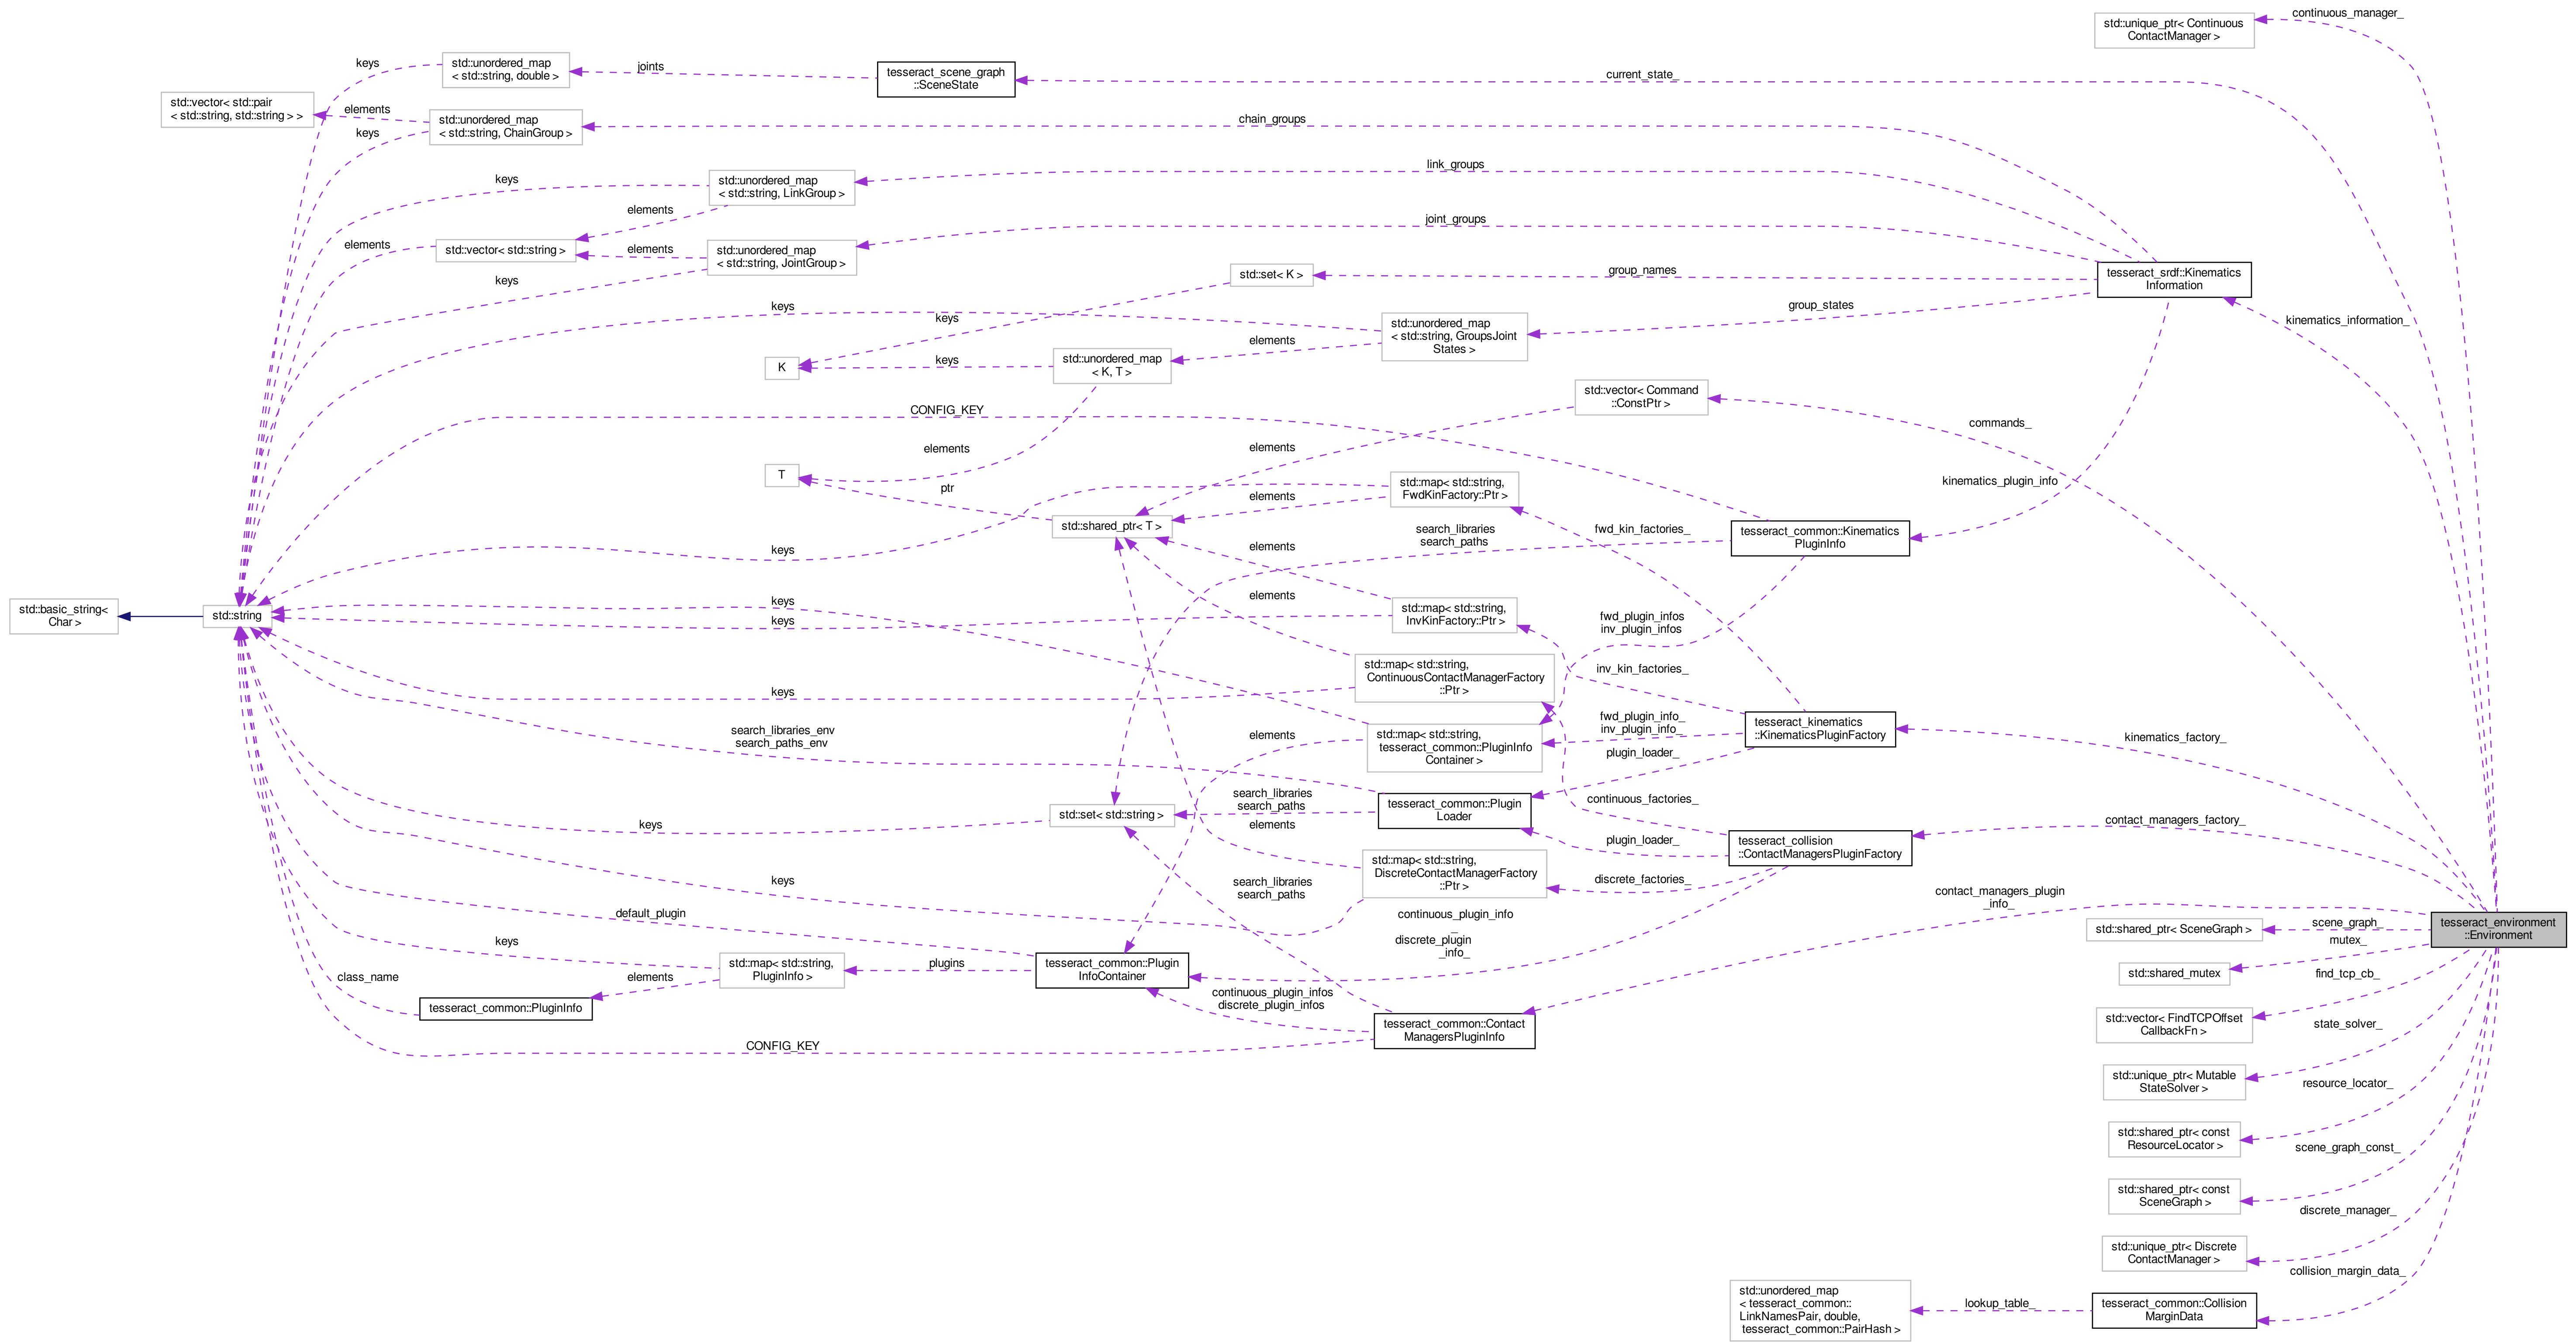 continuous_manager_
std::unique_ptr< Continuous
ContactManager >
std::unordered_map
< std::string, double >
keys
joints
tesseract_scene_graph
::SceneState
current_state_
std::vector< std::pair
< std::string, std::string > >
elements
std::unordered_map
< std::string, ChainGroup >
keys
chain_groups
link_groups
std::unordered_map
< std::string, LinkGroup >
keys
elements
joint_groups
std::vector< std::string >
elements
elements
std::unordered_map
< std::string, JointGroup >
keys
std::set< K >
group_names
tesseract_srdf::Kinematics
Information
keys
group_states
keys
keys
std::unordered_map
< std::string, GroupsJoint
States >
kinematics_information_
elements
K
keys
std::unordered_map
< K, T >
std::vector< Command
::ConstPtr >
CONFIG_KEY
commands_
elements
elements
T
ptr
std::map< std::string,
FwdKinFactory::Ptr >
kinematics_plugin_info
elements
std::shared_ptr< T >
search_libraries
search_paths
fwd_kin_factories_
tesseract_common::Kinematics
PluginInfo
keys
elements
elements
std::basic_string<
Char >
std::string
keys
keys
std::map< std::string,
InvKinFactory::Ptr >
fwd_plugin_infos
inv_plugin_infos
std::map< std::string,
ContinuousContactManagerFactory
::Ptr >
inv_kin_factories_
keys
search_libraries_env
search_paths_env
elements
std::map< std::string,
tesseract_common::PluginInfo
Container >
fwd_plugin_info_
inv_plugin_info_
tesseract_kinematics
::KinematicsPluginFactory
kinematics_factory_
plugin_loader_
keys
std::set< std::string >
search_libraries
search_paths
tesseract_common::Plugin
Loader
continuous_factories_
elements
plugin_loader_
tesseract_collision
::ContactManagersPluginFactory
contact_managers_factory_
keys
search_libraries
search_paths
std::map< std::string,
DiscreteContactManagerFactory
::Ptr >
discrete_factories_
contact_managers_plugin
_info_
default_plugin
continuous_plugin_info
_
discrete_plugin
_info_
std::shared_ptr< SceneGraph >
scene_graph_
tesseract_environment
::Environment
keys
std::map< std::string,
PluginInfo >
plugins
tesseract_common::Plugin
InfoContainer
mutex_
std::shared_mutex
class_name
elements
tesseract_common::PluginInfo
continuous_plugin_infos
discrete_plugin_infos
find_tcp_cb_
std::vector< FindTCPOffset
CallbackFn >
CONFIG_KEY
tesseract_common::Contact
ManagersPluginInfo
state_solver_
std::unique_ptr< Mutable
StateSolver >
resource_locator_
std::shared_ptr< const
ResourceLocator >
scene_graph_const_
std::shared_ptr< const
SceneGraph >
discrete_manager_
std::unique_ptr< Discrete
ContactManager >
collision_margin_data_
std::unordered_map
< tesseract_common::
LinkNamesPair, double,
tesseract_common::PairHash >
lookup_table_
tesseract_common::Collision
MarginData